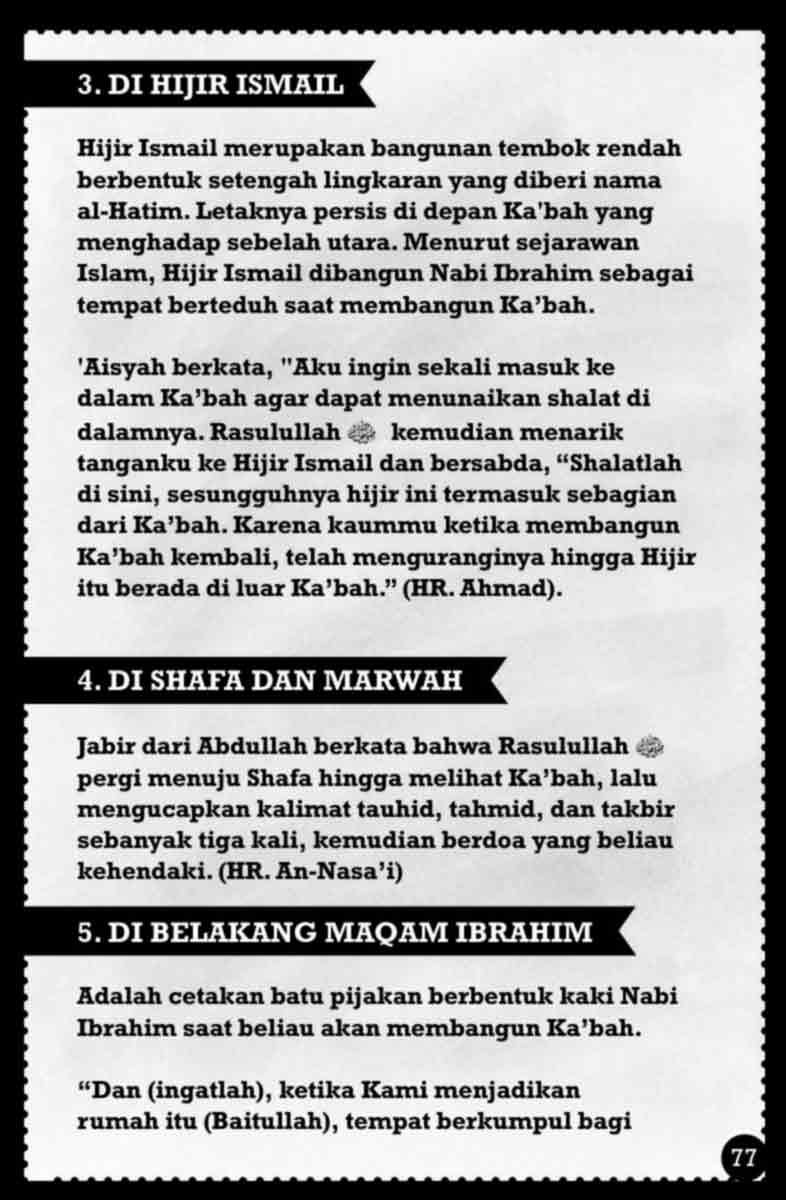 3. DI HIJIR ISMAIL
Hijir Ismail merupakan bangunan tembok rendah
berbentuk setengah lingkaran yang diberi nama
al-Hatim. Letaknya persis di depan Ka'bah yang
menghadap sebelah utara. Menurut sejarawan
Islam, Hijir Ismail dibangun Nabi Ibrahim sebagai
tempat berteduh saat membangun Ka’bah.
'Aisyah berkata, "Aku ingin sekali masuk ke
dalam Ka’bah agar dapat menunaikan shalat di
dalamnya. Rasulullah ﷺ kemudian menarik
tanganku ke Hijir Ismail dan bersabda, “Shalatlah
di sini, sesungguhnya hijir ini termasuk sebagian
dari Ka’bah. Karena kaummu ketika membangun
Ka’bah kembali, telah menguranginya hingga Hijir
itu berada di luar Ka’bah.” (HR. Ahmad).
4. DI SHAFA DAN MARWAH
Jabir dari Abdullah berkata bahwa Rasulullah ﷺ
pergi menuju Shafa hingga melihat Ka’bah, lalu
mengucapkan kalimat tauhid, tahmid, dan takbir
sebanyak tiga kali, kemudian berdoa yang beliau
kehendaki. (HR. An-Nasa’i)
5. DI BELAKANG MAQAM IBRAHIM
Adalah cetakan batu pijakan berbentuk kaki Nabi
Ibrahim saat beliau akan membangun Ka’bah.
“Dan (ingatlah), ketika Kami menjadikan
rumah itu (Baitullah), tempat berkumpul bagi
77